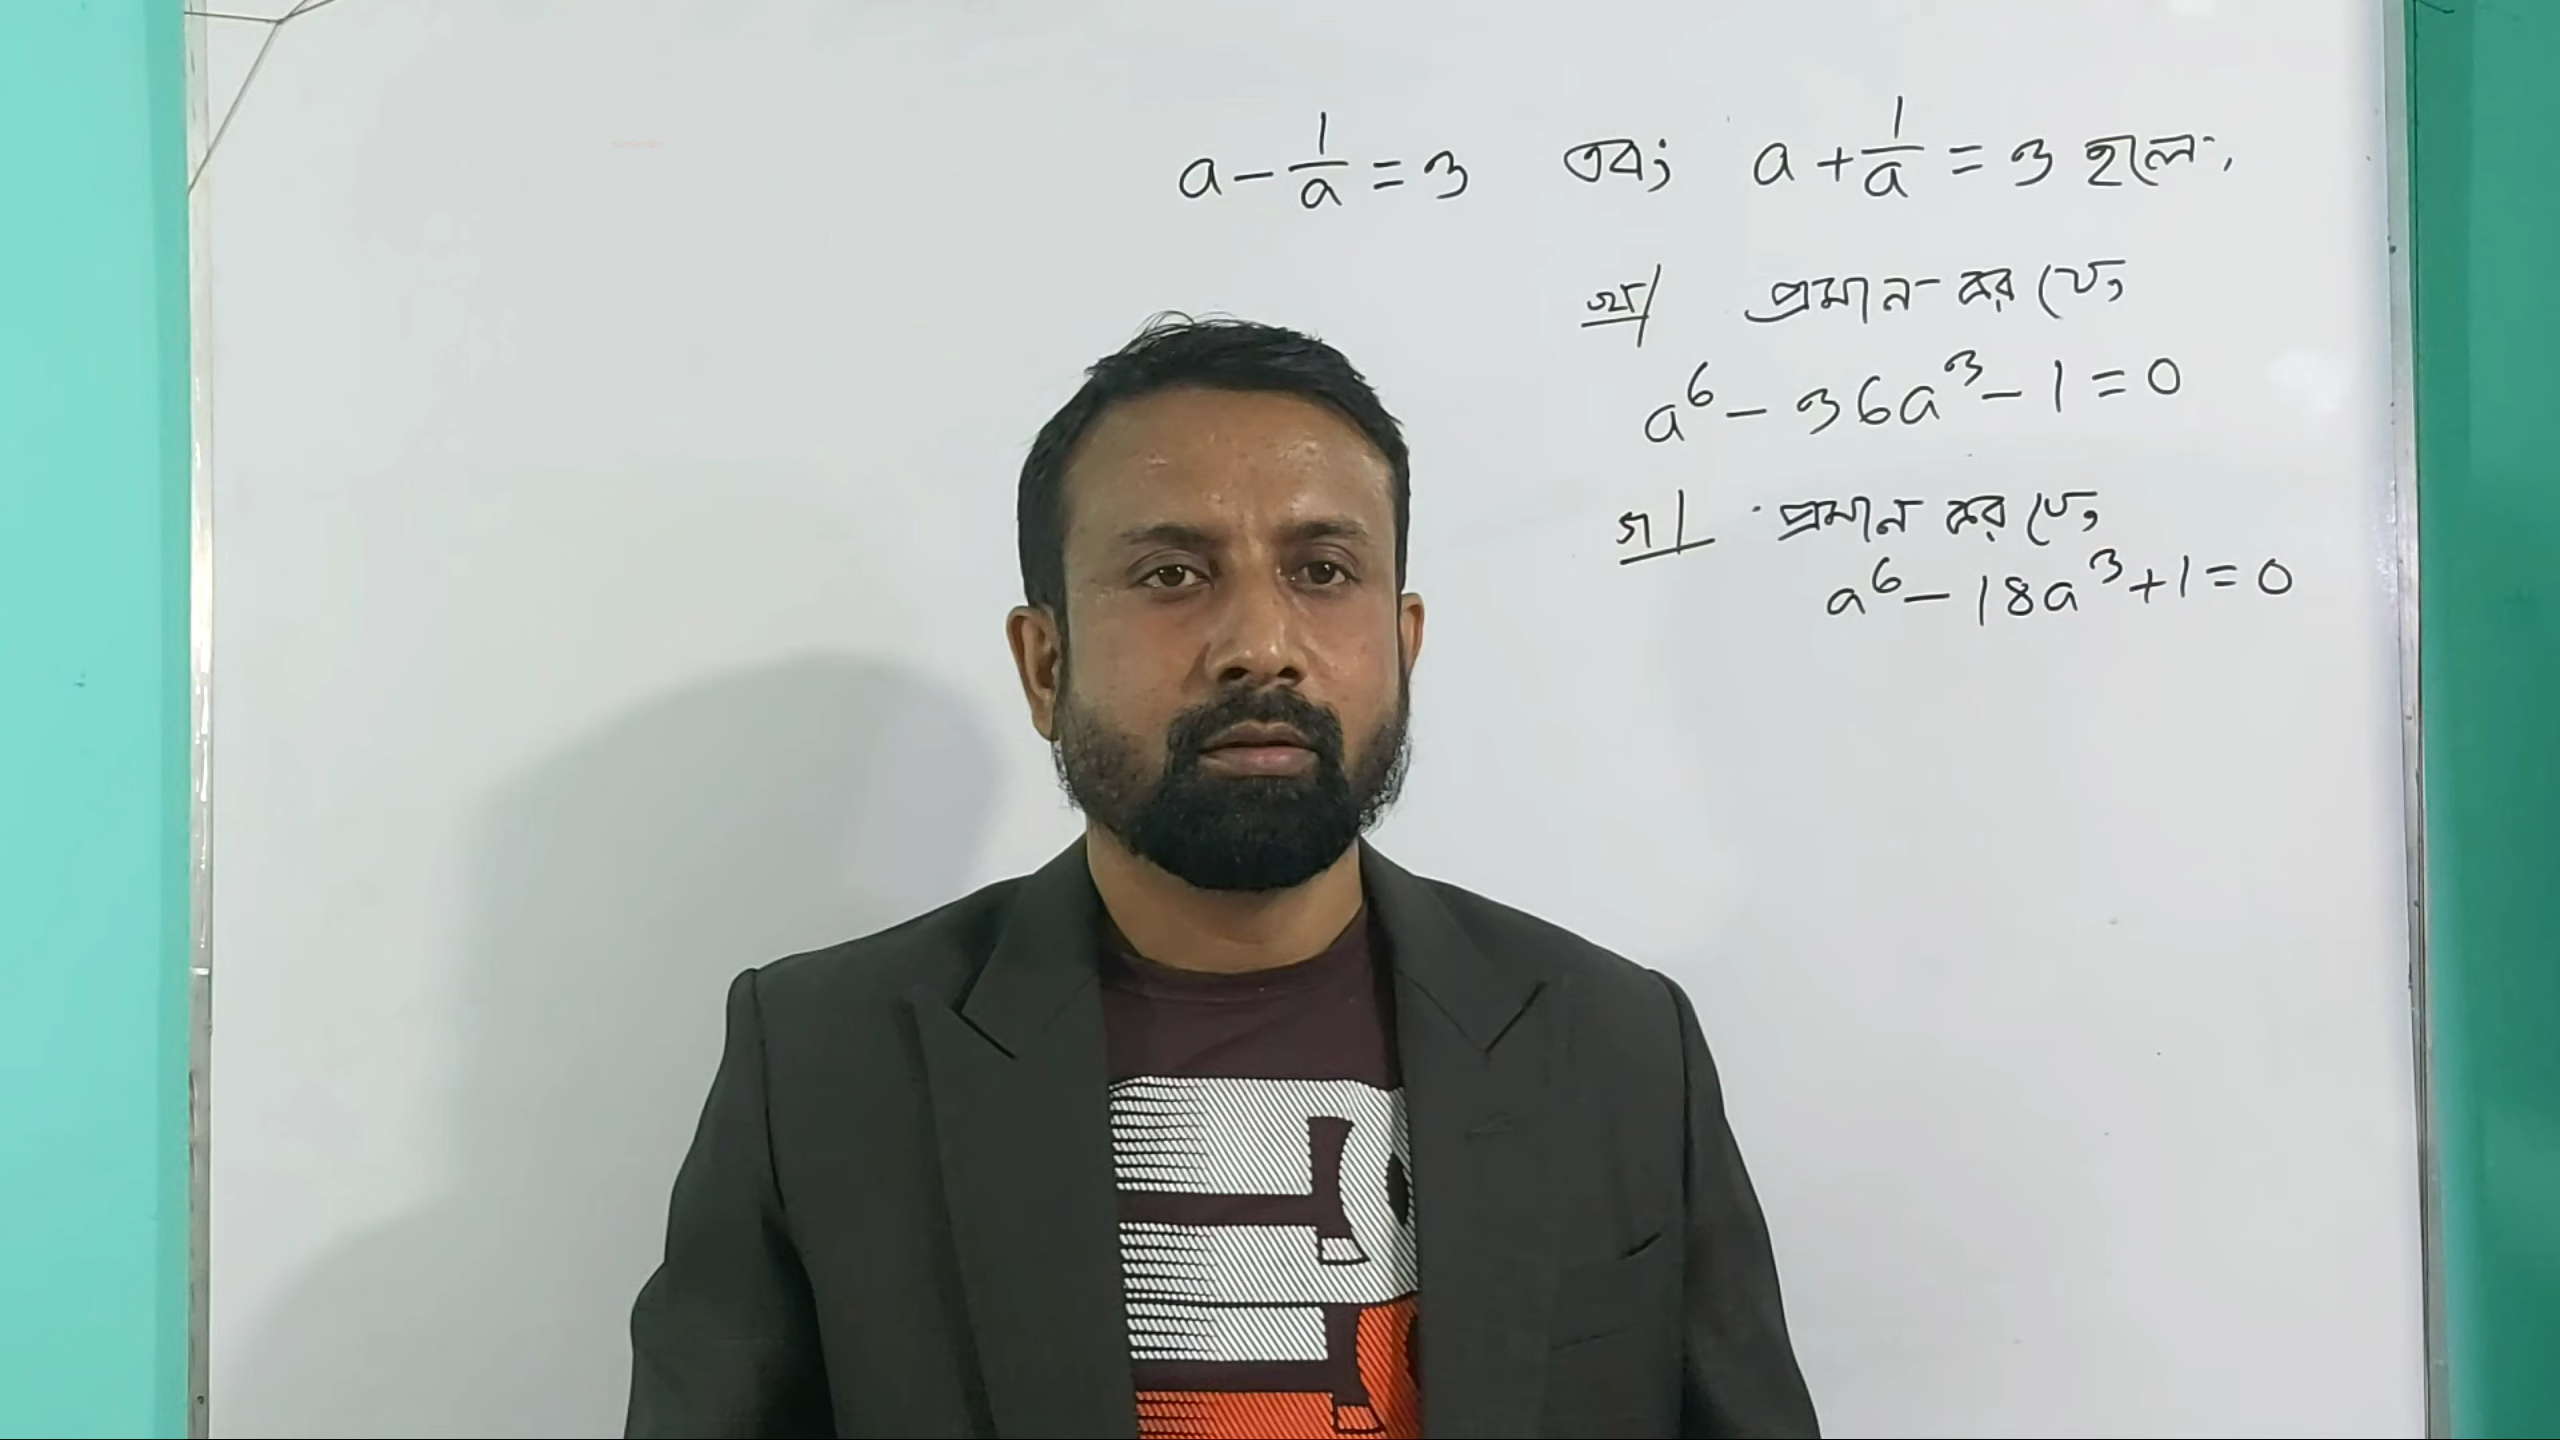 a - 1/a = 3 এবং a + 1/a = 3 হলে,
খ/ প্রমান কর যে,
a⁶ - 36a³ - 1 = 0
গ/ প্রমান কর যে,
a⁶ - 18a³ + 1 = 0